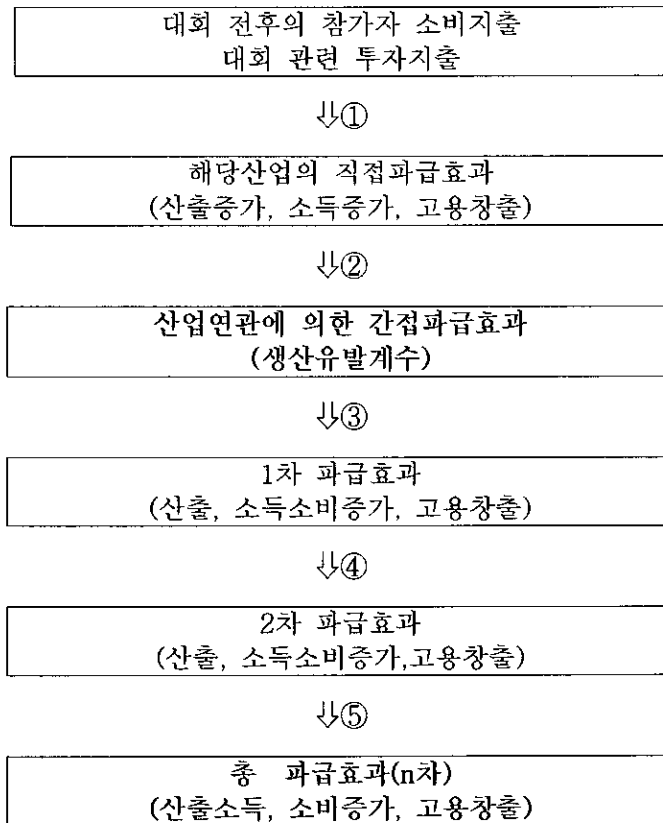 대회 전후의 참가자 소비지출
대회 관련 투자지출
⇓①
해당산업의 직접파급효과
(산출증가, 소득증가, 고용창출)
⇓②
산업연관에 의한 간접파급효과
(생산유발계수)
⇓③
1차 파급효과
(산출, 소득소비증가, 고용창출)
⇓④
2차 파급효과
(산출, 소득소비증가,고용창출)
⇓⑤
총 파급효과(n차)
(산출소득, 소비증가, 고용창출)